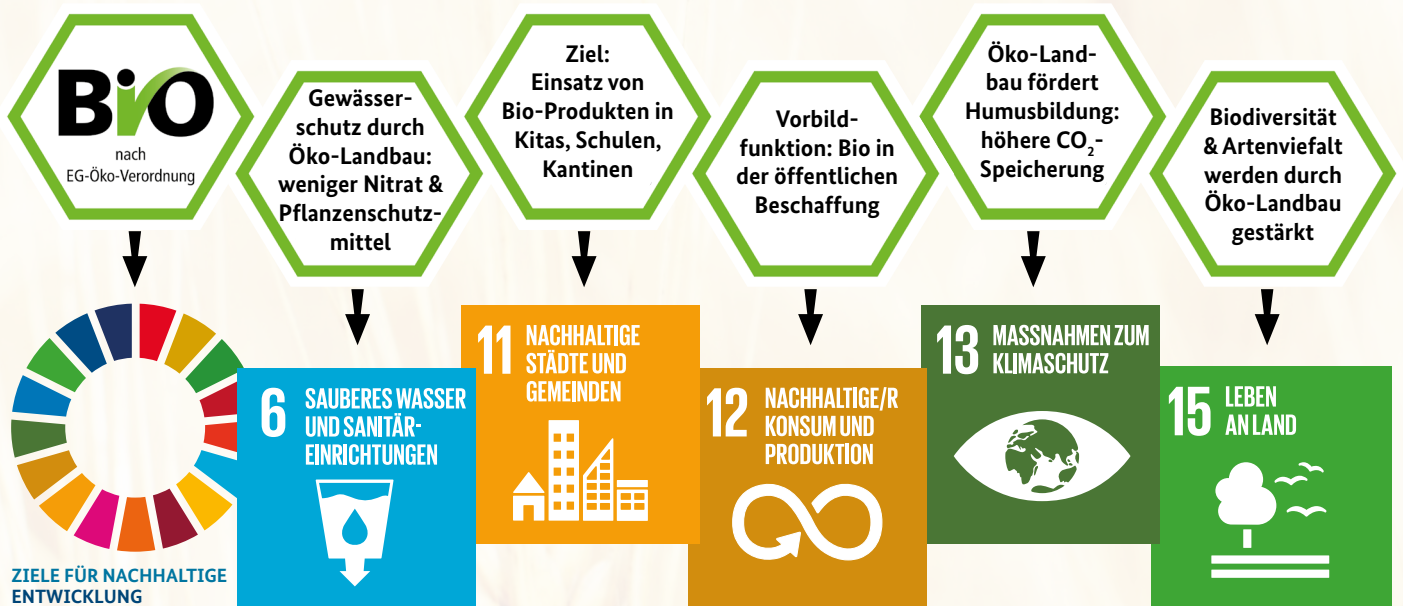 BiO
nach
EG-Öko-Verordnung
Gewässer-
schutz durch
Öko-Landbau:
weniger Nitrat &
Pflanzenschutz-
mittel
Ziel:
Einsatz von
Bio-Produkten in
Kitas, Schulen,
Kantinen
Vorbild-
funktion: Bio in
der öffentlichen
Beschaffung
Öko-Land-
bau fördert
Humusbildung:
höhere CO₂-
Speicherung
Biodiversität
& Artenviefalt
werden durch
Öko-Landbau
gestärkt
ZIELE FÜR NACHHALTIGE
ENTWICKLUNG
6 SAUBERES WASSER
UND SANITÄR-
EINRICHTUNGEN
11 NACHHALTIGE
STÄDTE UND
GEMEINDEN
12 NACHHALTIGE/R
KONSUM UND
PRODUKTION
13 MASSNAHMEN ZUM
KLIMASCHUTZ
15 LEBEN
AN LAND